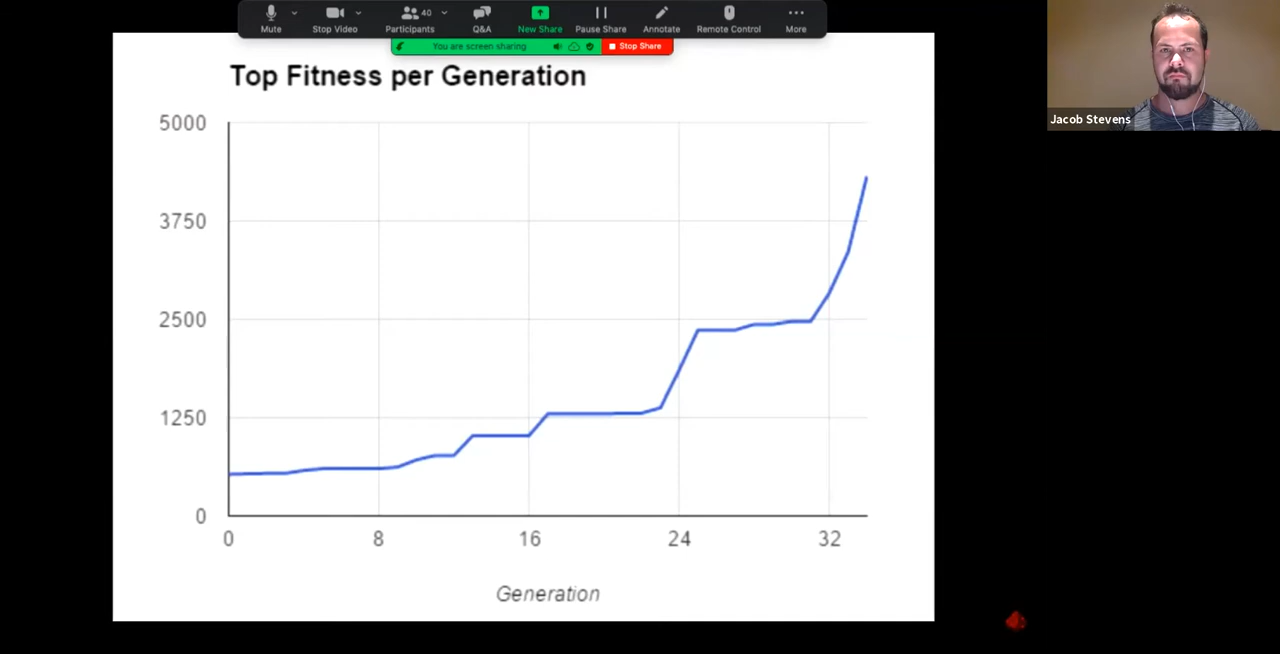 40
Mute
Stop Video
Participants
Q&A
New Share
Pause Share
Annotate
Remote Control
More
You are screen sharing
Stop Share
Jacob Stevens
Top Fitness per Generation
5000
3750
2500
1250
0
0 8 16 24 32
Generation